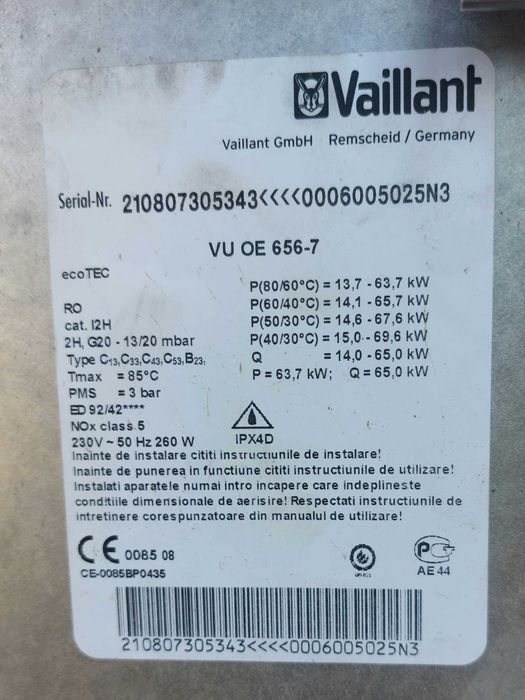 Vaillant
Vaillant GmbH Remscheid / Germany
Serial-Nr. 210807305343<<<<0006005025N3
VU OE 656-7
ecoTEC
RO
cat. I2H
2H, G20 - 13/20 mbar
Type C13,C33,C43,C53,B23,
Tmax = 85°C
PMS = 3 bar
ED 92/42****
NOx class 5
230V ~ 50 Hz 260 W
P(80/60°C) = 13,7 - 63,7 kW
P(60/40°C) = 14,1 - 65,7 kW
P(50/30°C) = 14,6 - 67,6 kW
P(40/30°C) = 15,0 - 69,6 kW
Q = 14,0 - 65,0 kW
P = 63,7 kW; Q = 65,0 kW
IPX4D
Inainte de instalare cititi instructiunile de instalare!
Inainte de punerea in functiune cititi instructiunile de utilizare!
Instalati aparatele numai intro incapere care indeplineste
conditiile dimensionale de aerisire! Respectati instructiunile de
intretinere corespunzatoare din manualul de utilizare!
CE 0085 08
CE-0085BP0435
AE 44
210807305343<<<<0006005025N3